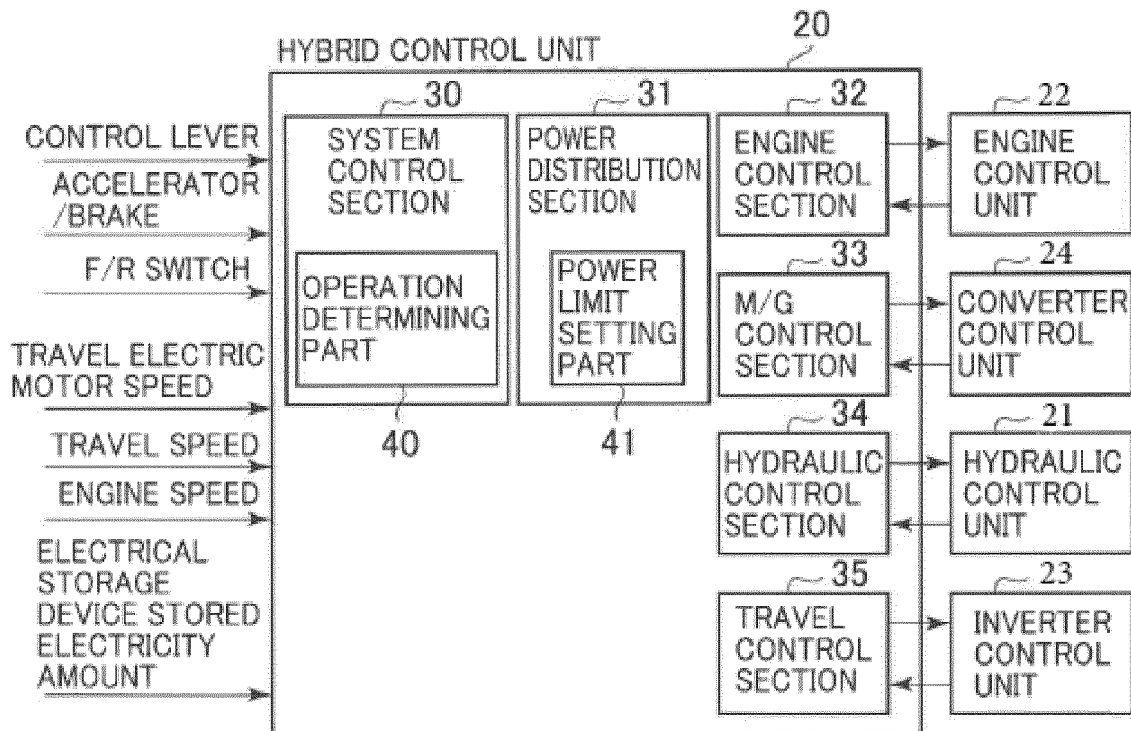 20
HYBRID CONTROL UNIT
30
31
32
22
CONTROL LEVER
ACCELERATOR
/BRAKE
F/R SWITCH
TRAVEL ELECTRIC
MOTOR SPEED
TRAVEL SPEED
ENGINE SPEED
ELECTRICAL
STORAGE
DEVICE STORED
ELECTRICITY
AMOUNT
SYSTEM
CONTROL
SECTION
OPERATION
DETERMINING
PART
40
POWER
DISTRIBUTION
SECTION
POWER
LIMIT
SETTING
PART
41
ENGINE
CONTROL
SECTION
ENGINE
CONTROL
UNIT
33
24
M/G
CONTROL
SECTION
CONVERTER
CONTROL
UNIT
34
21
HYDRAULIC
CONTROL
SECTION
HYDRAULIC
CONTROL
UNIT
35
23
TRAVEL
CONTROL
SECTION
INVERTER
CONTROL
UNIT